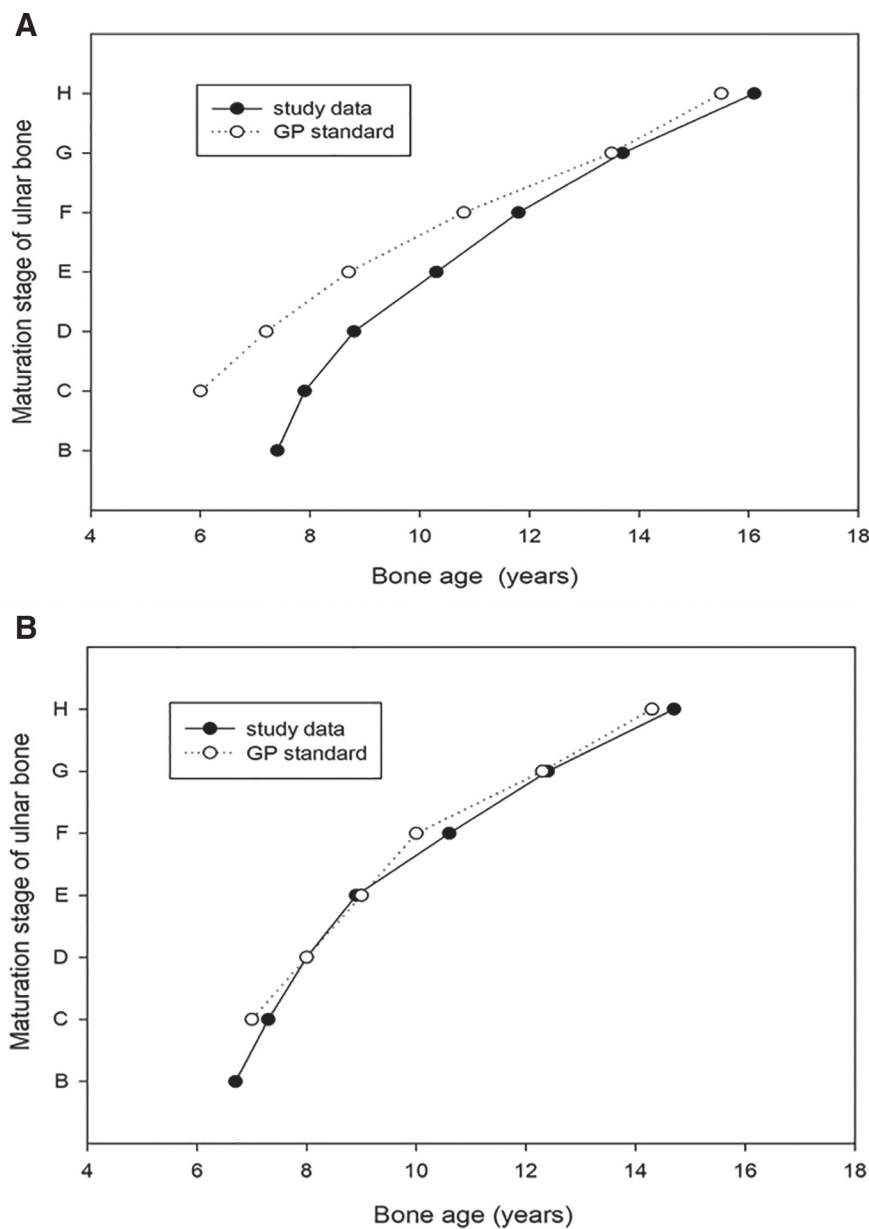 A
H
G
F
E
D
C
B
Maturation stage of ulnar bone
study data
GP standard
4 6 8 10 12 14 16 18
Bone age (years)
B
H
G
F
E
D
C
B
Maturation stage of ulnar bone
study data
GP standard
4 6 8 10 12 14 16 18
Bone age (years)